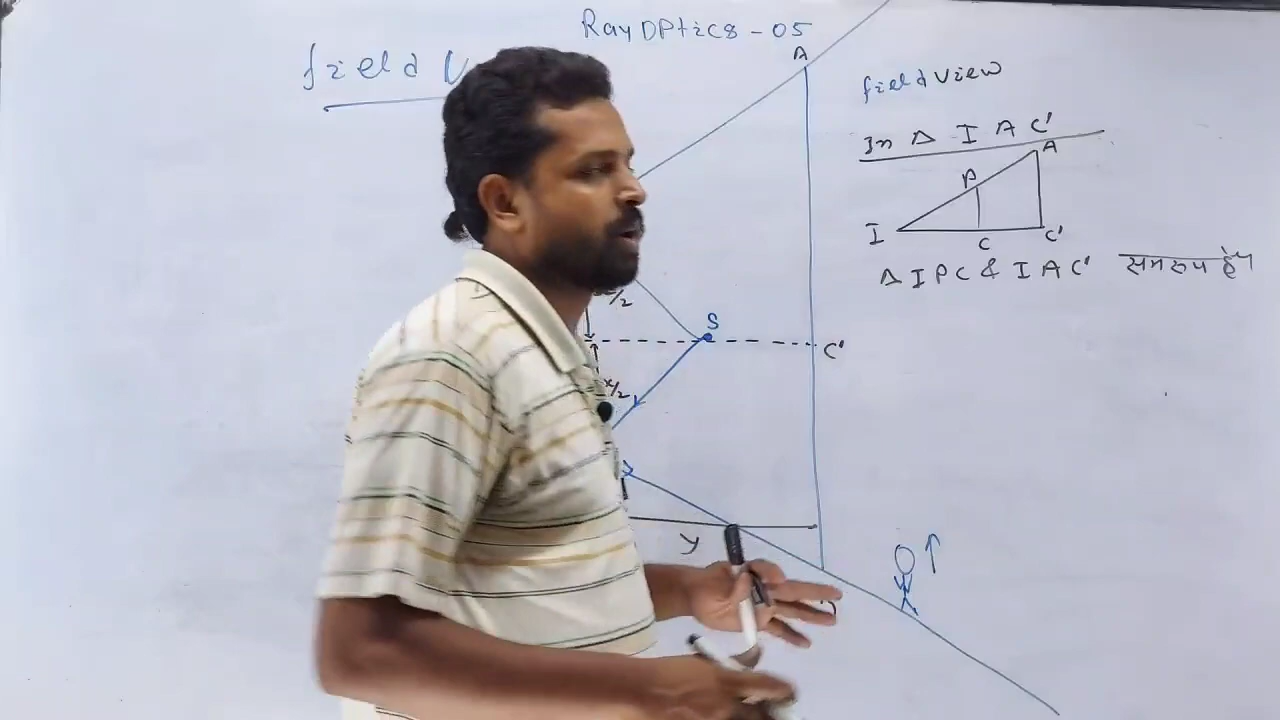 Ray OPtics - 05
field V
A
field view
In Δ I A C'
A
P
I
C
C'
Δ I P C & I A C' समरूप है
x/2
S
C'
x/2
y